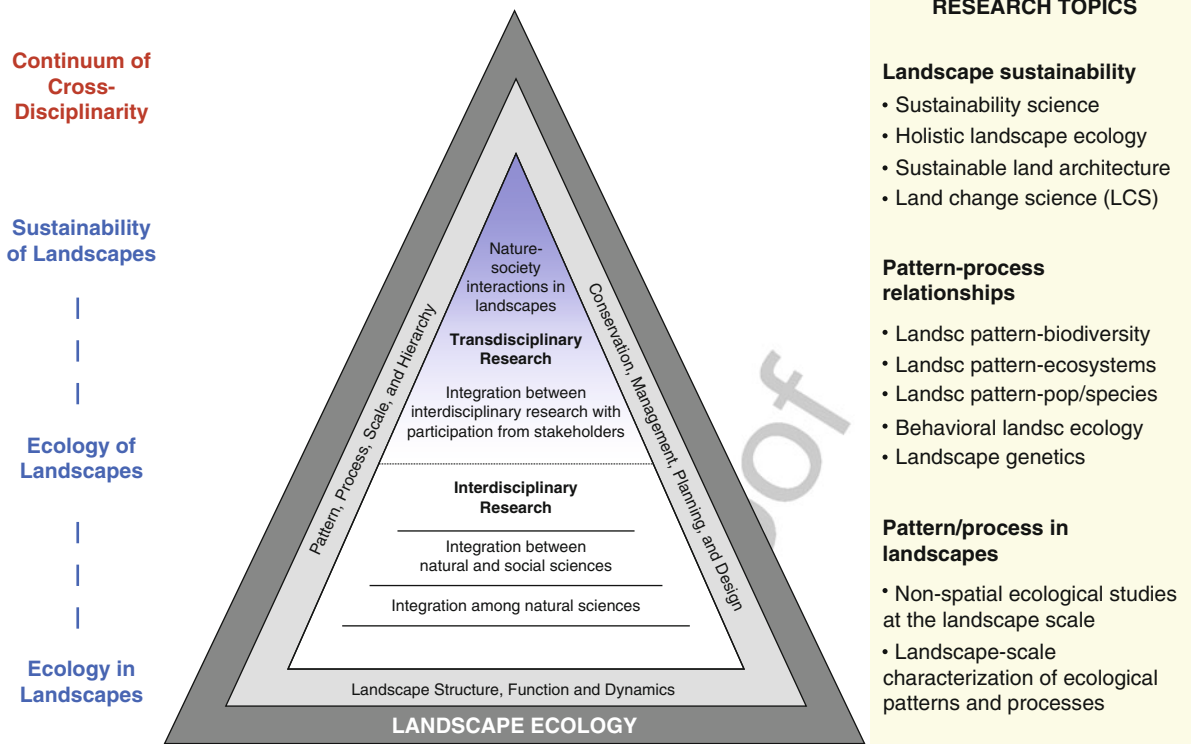 Continuum of
Cross-
Disciplinarity
Sustainability
of Landscapes
Ecology of
Landscapes
Ecology in
Landscapes
Nature-
society
interactions in
landscapes
Transdisciplinary
Research
Integration between
interdisciplinary research with
participation from stakeholders
Interdisciplinary
Research
Integration between
natural and social sciences
Integration among natural sciences
Pattern, Process, Scale, and Hierarchy
Conservation, Management, Planning, and Design
Landscape Structure, Function and Dynamics
LANDSCAPE ECOLOGY
RESEARCH TOPICS
Landscape sustainability
• Sustainability science
• Holistic landscape ecology
• Sustainable land architecture
• Land change science (LCS)
Pattern-process
relationships
• Landsc pattern-biodiversity
• Landsc pattern-ecosystems
• Landsc pattern-pop/species
• Behavioral landsc ecology
• Landscape genetics
Pattern/process in
landscapes
• Non-spatial ecological studies
at the landscape scale
• Landscape-scale
characterization of ecological
patterns and processes